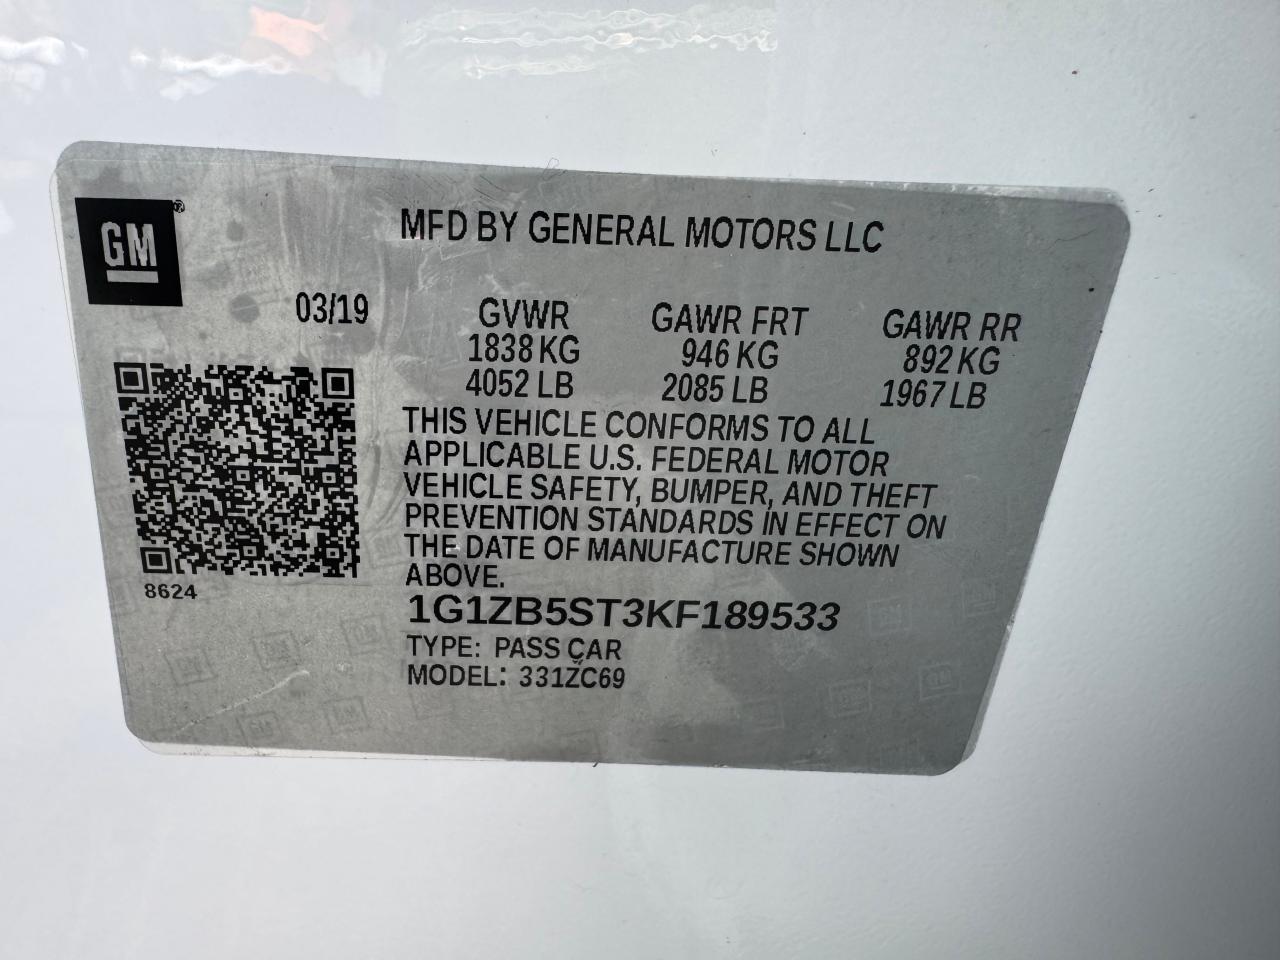 GM
MFD BY GENERAL MOTORS LLC
03/19 GVWR GAWR FRT GAWR RR
1838 KG 946 KG 892 KG
4052 LB 2085 LB 1967 LB
THIS VEHICLE CONFORMS TO ALL
APPLICABLE U.S. FEDERAL MOTOR
VEHICLE SAFETY, BUMPER, AND THEFT
PREVENTION STANDARDS IN EFFECT ON
THE DATE OF MANUFACTURE SHOWN
ABOVE.
8624
1G1ZB5ST3KF189533
TYPE: PASS CAR
MODEL: 331ZC69